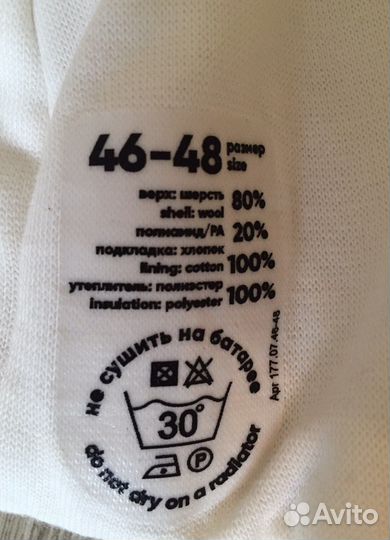 46-48 размер
size
верх: шерсть 80%
shell: wool
полиамид/PA 20%
подкладка: хлопок
lining: cotton 100%
утеплитель: полиэстер
insulation: polyester 100%
не сушить на батарее
30°
P
do not dry on a radiator
Арт 177.07.46-48
Avito